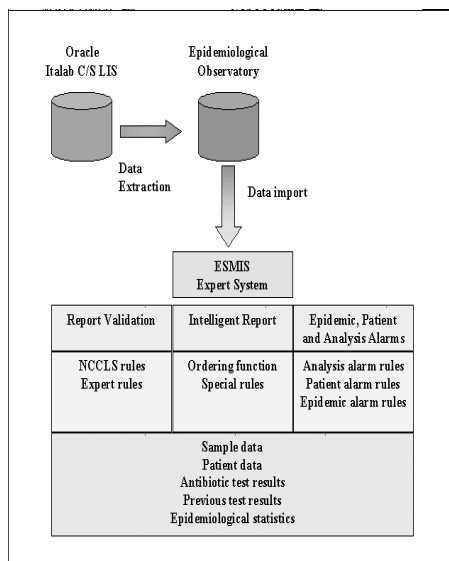 Oracle
Italab C/S LIS
Epidemiological
Observatory
Data
Extraction
Data import
ESMIS
Expert System
Report Validation
Intelligent Report
Epidemic, Patient
and Analysis Alarms
NCCLS rules
Expert rules
Ordering function
Special rules
Analysis alarm rules
Patient alarm rules
Epidemic alarm rules
Sample data
Patient data
Antibiotic test results
Previous test results
Epidemiological statistics